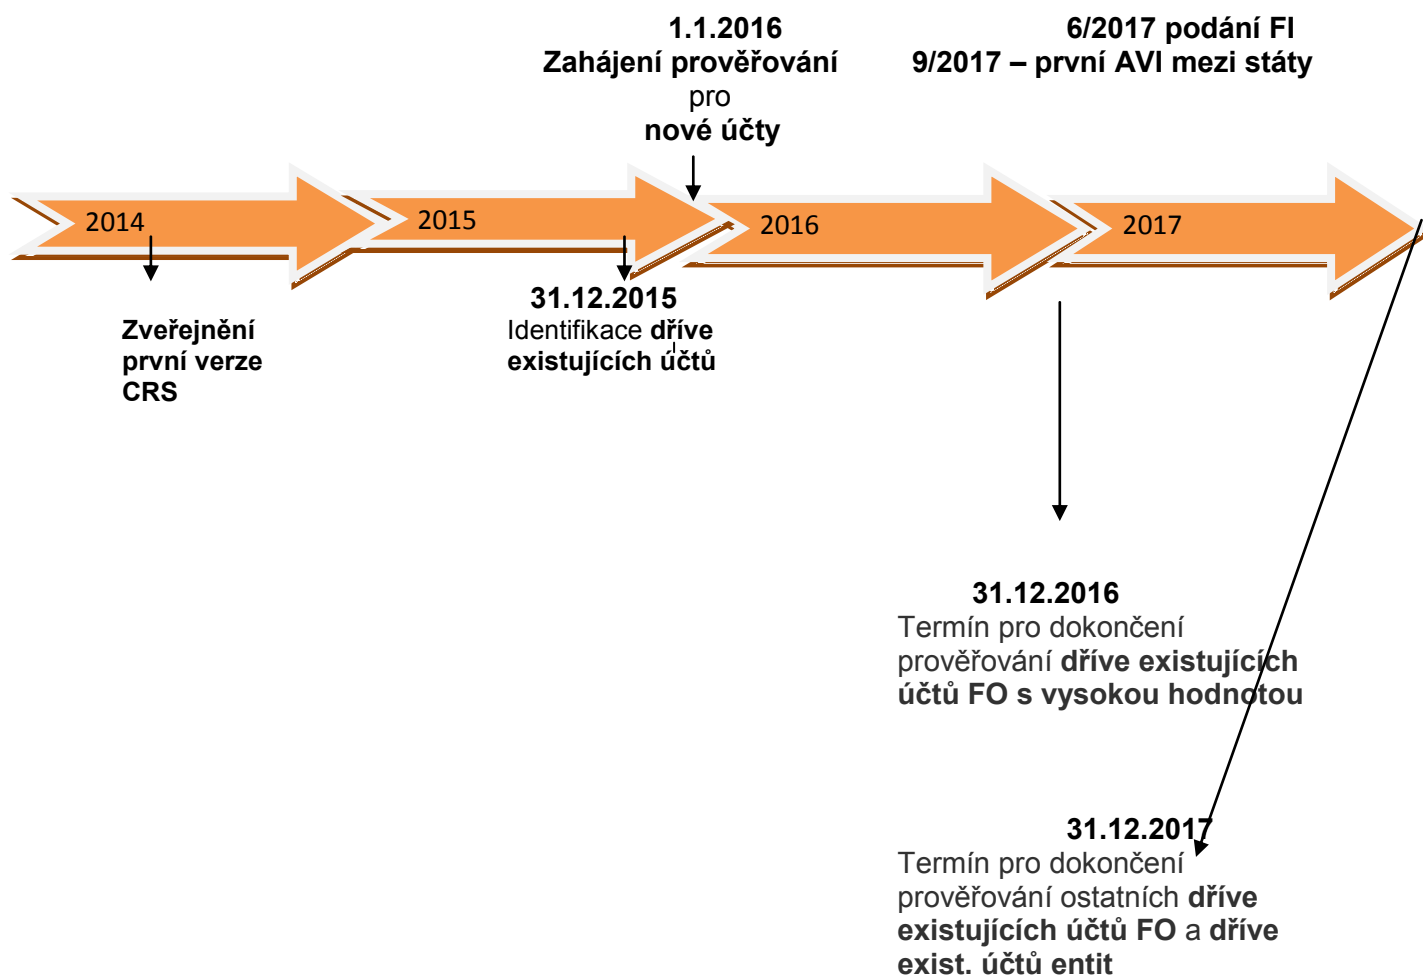 1.1.2016
Zahájení prověřování
pro
nové účty
6/2017 podání FI
9/2017 – první AVI mezi státy
2014
2015
2016
2017
Zveřejnění
první verze
CRS
31.12.2015
Identifikace dříve
existujících účtů
31.12.2016
Termín pro dokončení
prověřování dříve existujících
účtů FO s vysokou hodnotou
31.12.2017
Termín pro dokončení
prověřování ostatních dříve
existujících účtů FO a dříve
exist. účtů entit